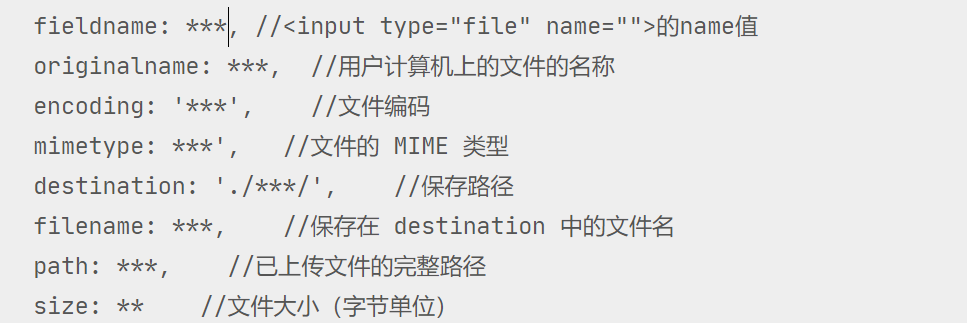 fieldname: ***, //<input type="file" name="">的name值
originalname: ***,  //用户计算机上的文件的名称
encoding: '***',    //文件编码
mimetype: ***',   //文件的 MIME 类型
destination: './***/',    //保存路径
filename: ***,    //保存在 destination 中的文件名
path: ***,    //已上传文件的完整路径
size: **    //文件大小（字节单位）